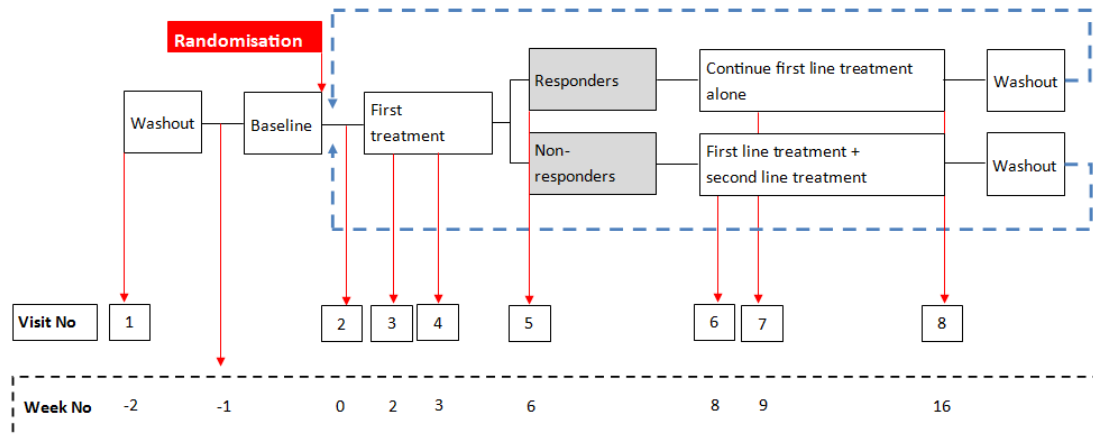 Randomisation
Responders
Continue first line treatment
alone
Washout
Washout
Baseline
First
treatment
Non-
responders
First line treatment +
second line treatment
Washout
Visit No 1 2 3 4 5 6 7 8
Week No -2 -1 0 2 3 6 8 9 16